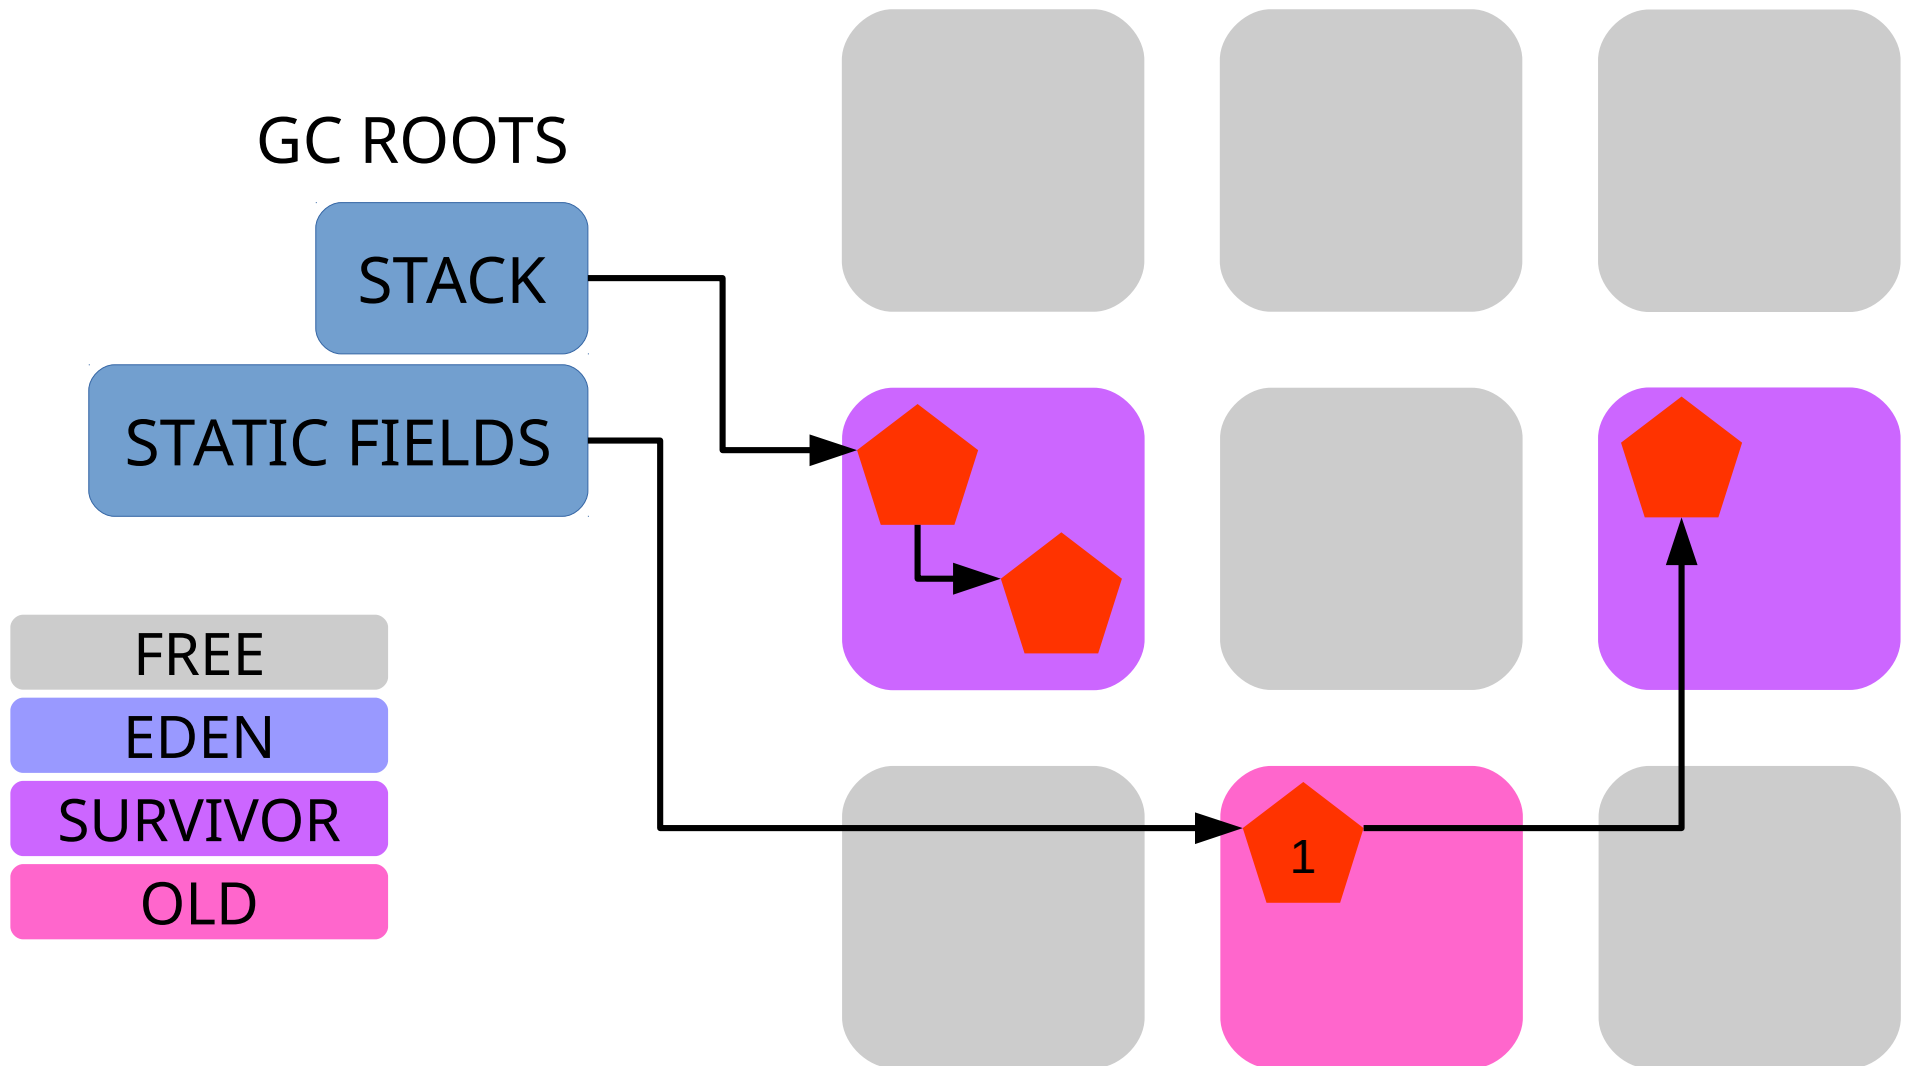 GC ROOTS
STACK
STATIC FIELDS
FREE
EDEN
SURVIVOR
OLD
1